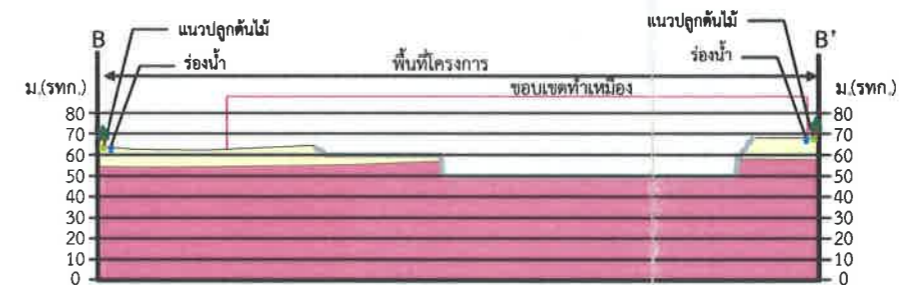 แนวปลูกต้นไม้
แนวปลูกต้นไม้
B
B'
ร่องน้ำ
พื้นที่โครงการ
ร่องน้ำ
ม.(รทก.)
ขอบเขตทำเหมือง
ม.(รทก.)
80
80
70
70
60
60
50
50
40
40
30
30
20
20
10
10
0
0